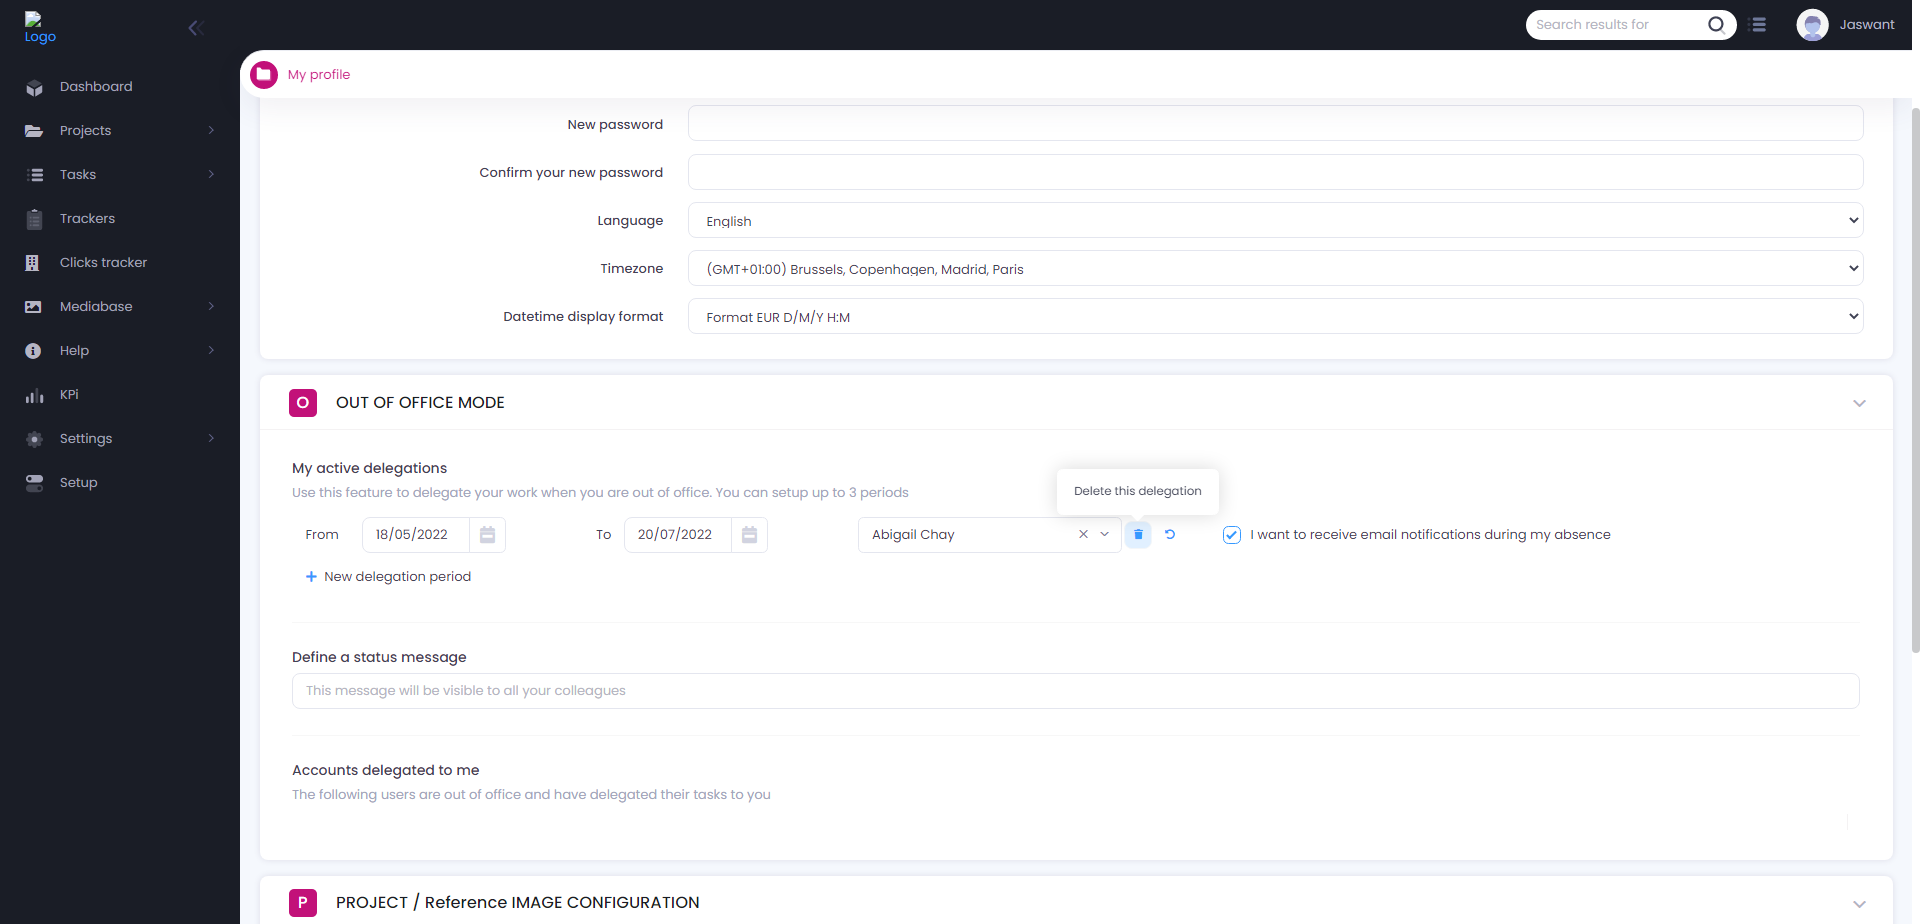 Logo
Search results for
Jaswant
Dashboard
Projects
Tasks
Trackers
Clicks tracker
Mediabase
Help
KPi
Settings
Setup
My profile
New password
Confirm your new password
Language English
Timezone (GMT+01:00) Brussels, Copenhagen, Madrid, Paris
Datetime display format Format EUR D/M/Y H:M
O OUT OF OFFICE MODE
My active delegations
Use this feature to delegate your work when you are out of office. You can setup up to 3 periods
Delete this delegation
From 18/05/2022 To 20/07/2022 Abigail Chay I want to receive email notifications during my absence
New delegation period
Define a status message
This message will be visible to all your colleagues
Accounts delegated to me
The following users are out of office and have delegated their tasks to you
P PROJECT / Reference IMAGE CONFIGURATION